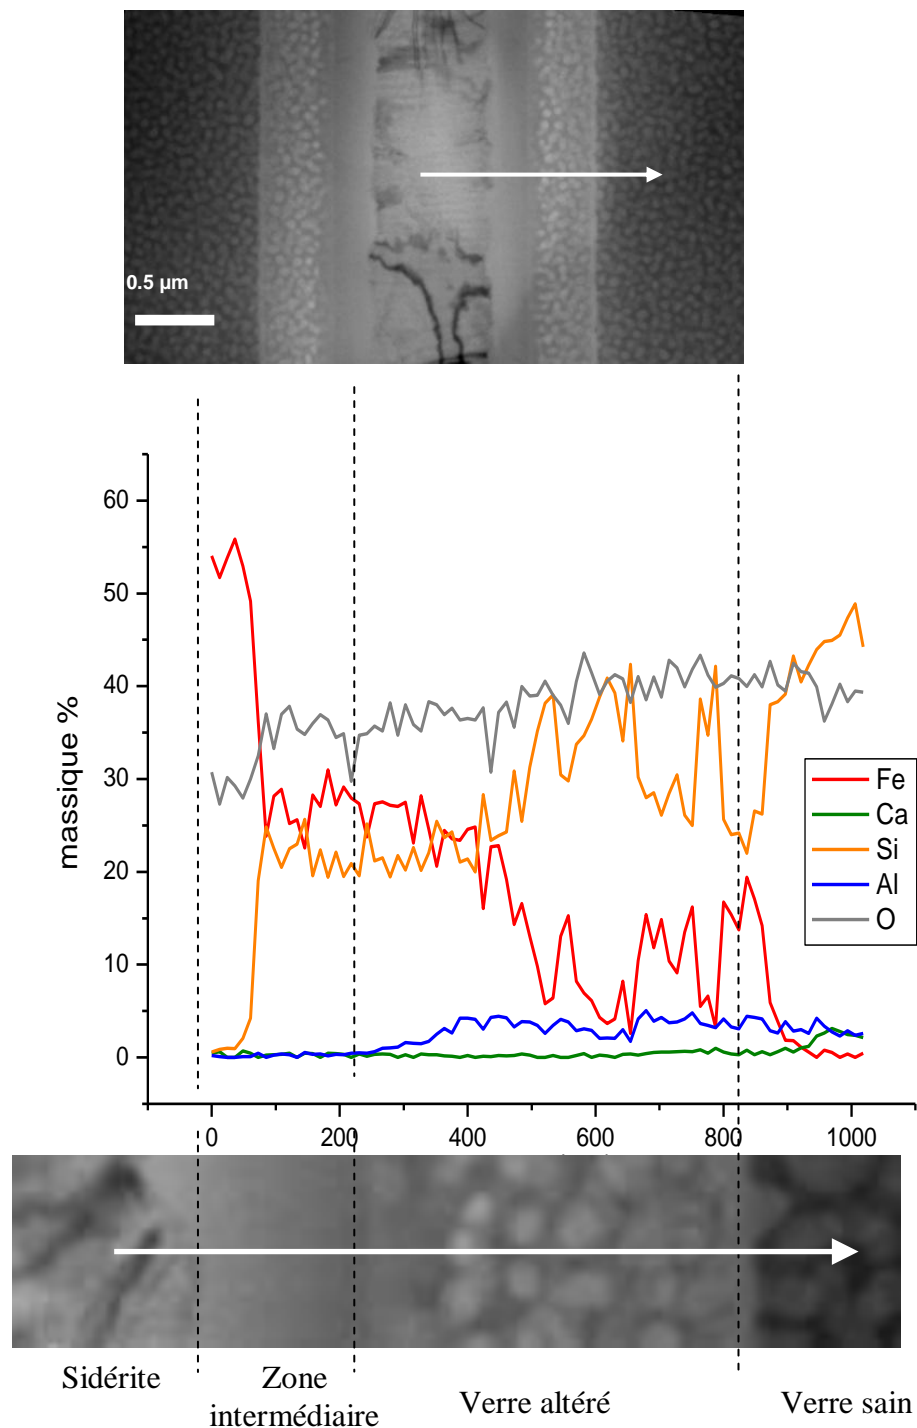 0.5 µm
massique %
60
50
40
30
20
10
0
0 200 400 600 800 1000
Fe
Ca
Si
Al
O
Sidérite
Zone
intermédiaire
Verre altéré
Verre sain